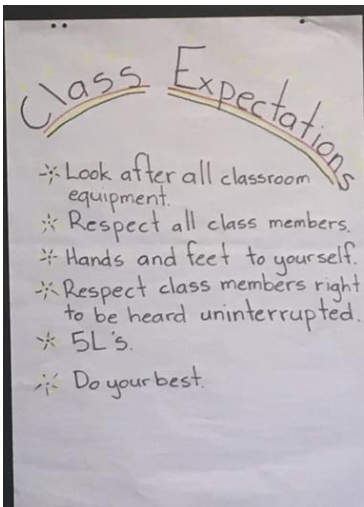 Class Expectations
Look after all classroom
equipment.
Respect all class members.
Hands and feet to yourself.
Respect class members right
to be heard uninterrupted.
5L's.
Do your best.